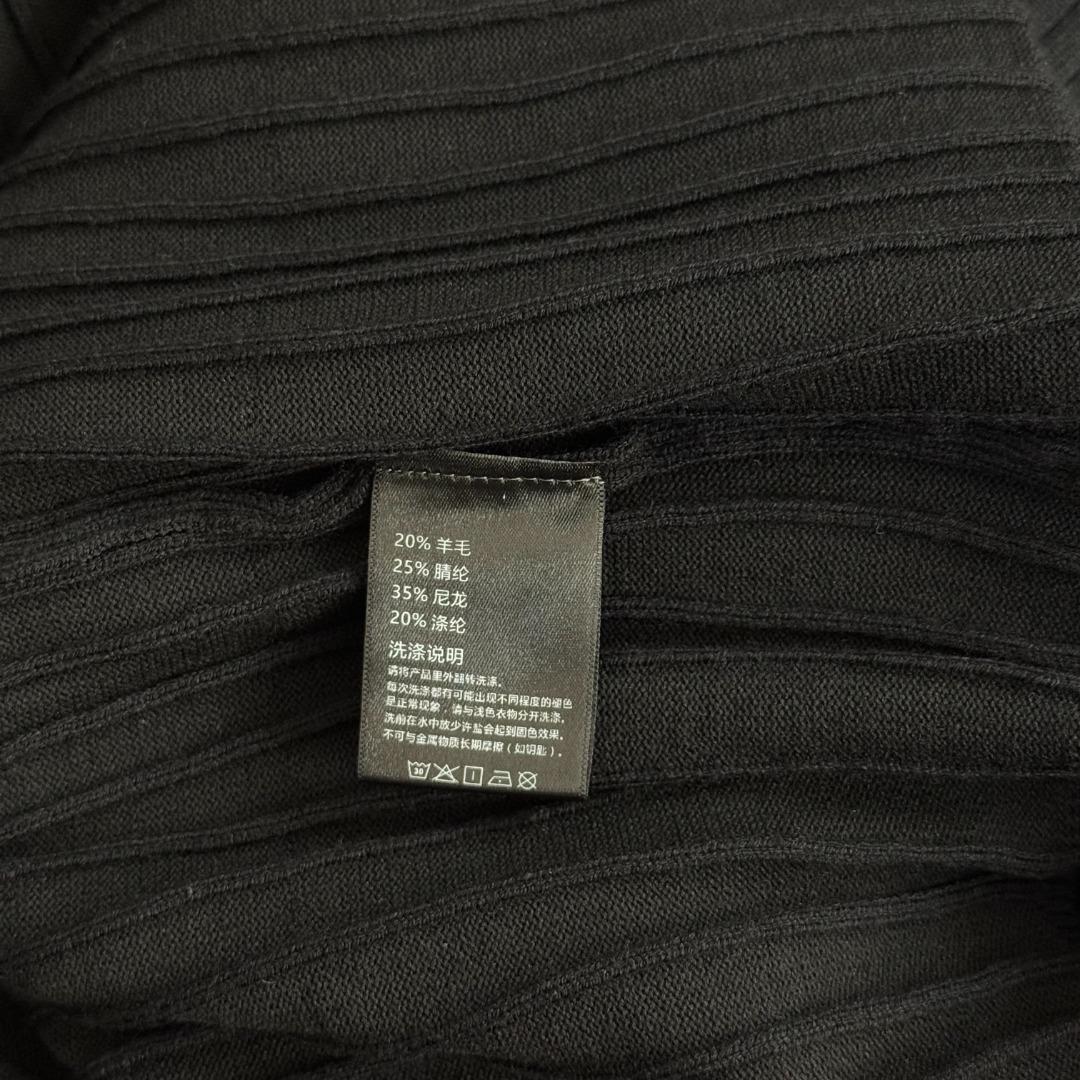 20% 羊毛
25% 腈纶
35% 尼龙
20% 涤纶
洗涤说明
请将产品里外翻转洗涤。
每次洗涤都有可能出现不同程度的褪色
是正常现象，请与浅色衣物分开洗涤。
洗前在水中放少许盐会起到固色效果。
不可与金属物质长期摩擦（如钥匙）。
30